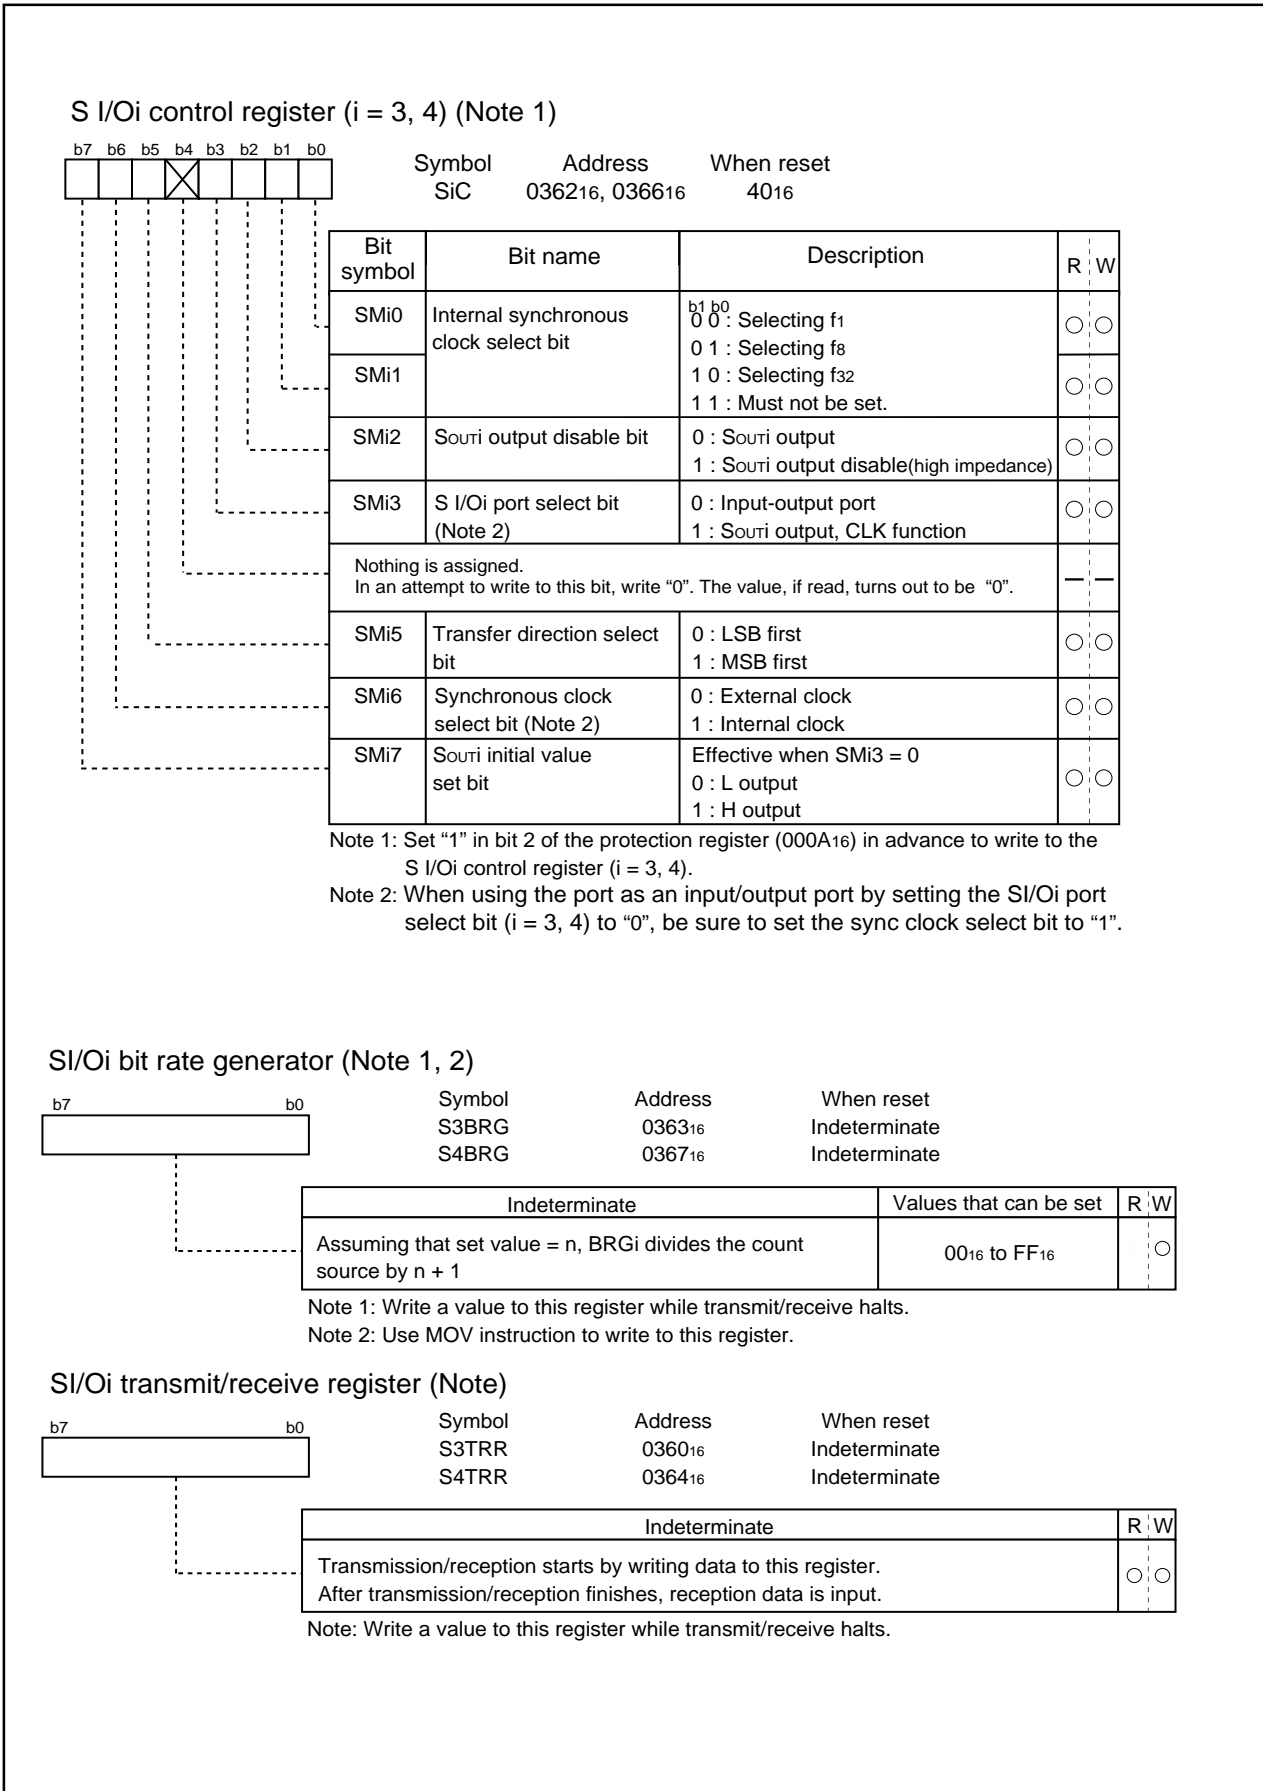 S I/Oi control register (i = 3, 4) (Note 1)
b7 b6 b5 b4 b3 b2 b1 b0
Symbol Address When reset
SiC 036216, 036616 4016
Bit symbol Bit name Description R W
SMi0 Internal synchronous clock select bit
b1 b0
0 0 : Selecting f1
0 1 : Selecting f8
SMi1
1 0 : Selecting f32
1 1 : Must not be set.
SMi2 SOUTi output disable bit 0 : SOUTi output
1 : SOUTi output disable(high impedance)
SMi3 S I/Oi port select bit 0 : Input-output port
(Note 2) 1 : SOUTi output, CLK function
Nothing is assigned.
In an attempt to write to this bit, write “0”. The value, if read, turns out to be “0”.
SMi5 Transfer direction select 0 : LSB first
bit 1 : MSB first
SMi6 Synchronous clock 0 : External clock
select bit (Note 2) 1 : Internal clock
SMi7 SOUTi initial value Effective when SMi3 = 0
set bit 0 : L output
1 : H output
Note 1: Set “1” in bit 2 of the protection register (000A16) in advance to write to the
S I/Oi control register (i = 3, 4).
Note 2: When using the port as an input/output port by setting the SI/Oi port
select bit (i = 3, 4) to “0”, be sure to set the sync clock select bit to “1”.
SI/Oi bit rate generator (Note 1, 2)
b7 b0
Symbol Address When reset
S3BRG 036316 Indeterminate
S4BRG 036716 Indeterminate
Indeterminate Values that can be set R W
Assuming that set value = n, BRGi divides the count
source by n + 1 0016 to FF16
Note 1: Write a value to this register while transmit/receive halts.
Note 2: Use MOV instruction to write to this register.
SI/Oi transmit/receive register (Note)
b7 b0
Symbol Address When reset
S3TRR 036016 Indeterminate
S4TRR 036416 Indeterminate
Indeterminate R W
Transmission/reception starts by writing data to this register.
After transmission/reception finishes, reception data is input.
Note: Write a value to this register while transmit/receive halts.